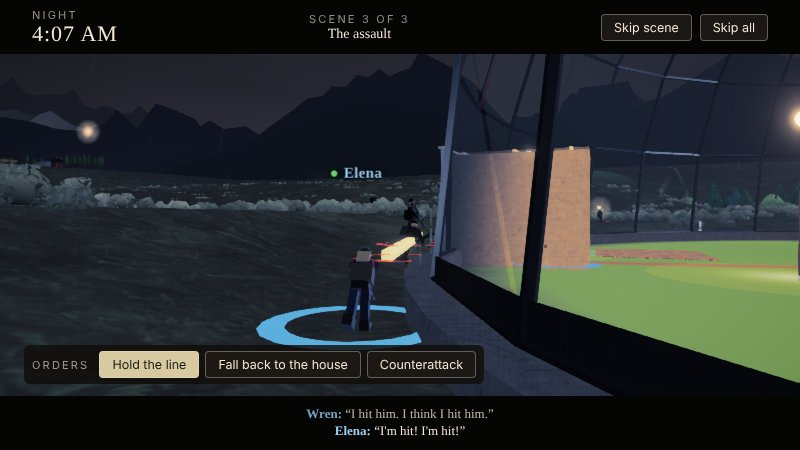 NIGHT
4:07 AM
SCENE 3 OF 3
The assault
Skip scene
Skip all
Elena
ORDERS
Hold the line
Fall back to the house
Counterattack
Wren: “I hit him. I think I hit him.”
Elena: “I'm hit! I'm hit!”